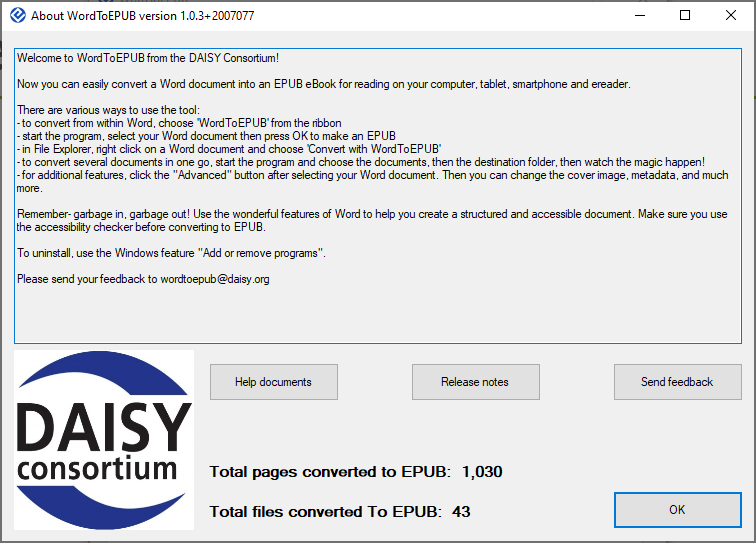 About WordToEPUB version 1.0.3+2007077
Welcome to WordToEPUB from the DAISY Consortium!
Now you can easily convert a Word document into an EPUB eBook for reading on your computer, tablet, smartphone and ereader.
There are various ways to use the tool:
- to convert from within Word, choose 'WordToEPUB' from the ribbon
- start the program, select your Word document then press OK to make an EPUB
- in File Explorer, right click on a Word document and choose 'Convert with WordToEPUB'
- to convert several documents in one go, start the program and choose the documents, then the destination folder, then watch the magic happen!
- for additional features, click the "Advanced" button after selecting your Word document. Then you can change the cover image, metadata, and much
more.
Remember- garbage in, garbage out! Use the wonderful features of Word to help you create a structured and accessible document. Make sure you use
the accessibility checker before converting to EPUB.
To uninstall, use the Windows feature "Add or remove programs".
Please send your feedback to wordtoepub@daisy.org
Help documents
Release notes
Send feedback
DAISY
consortium
Total pages converted to EPUB: 1,030
Total files converted To EPUB: 43
OK